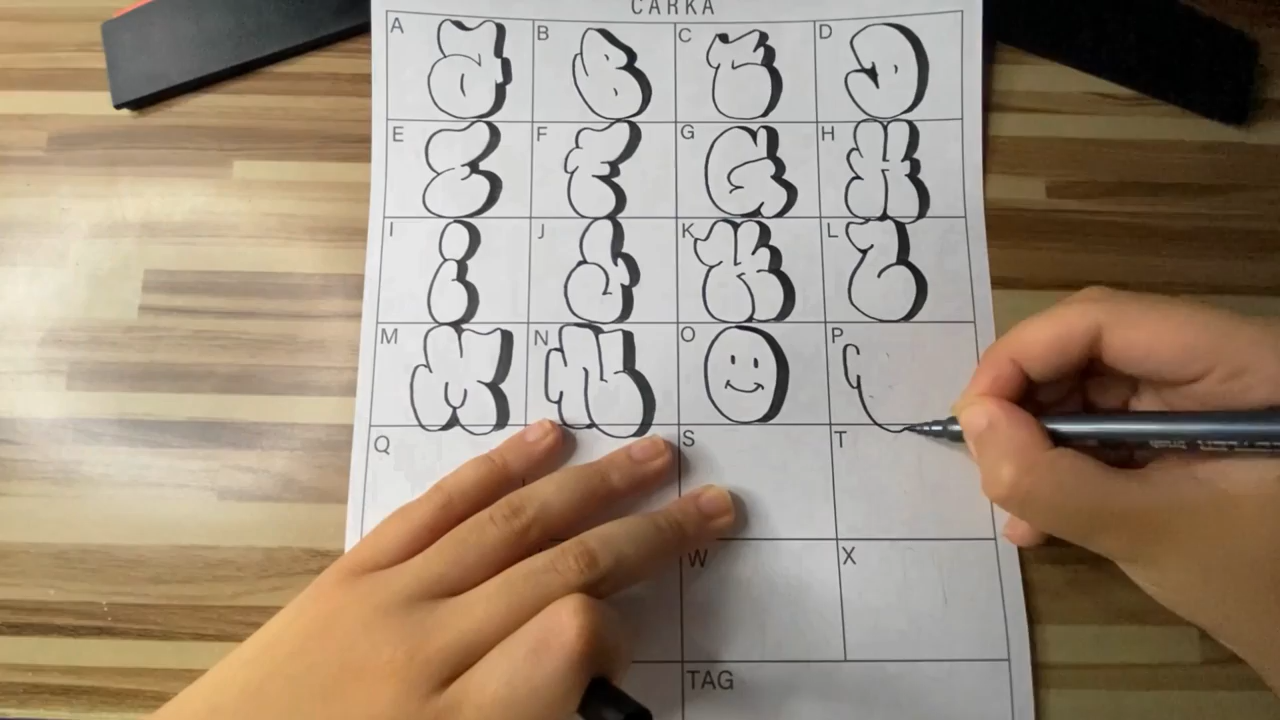 CARKA
A A B B C C D D
E E F F G G H H
I I J J K K L L
M M N N O O P
Q S T
W X
TAG